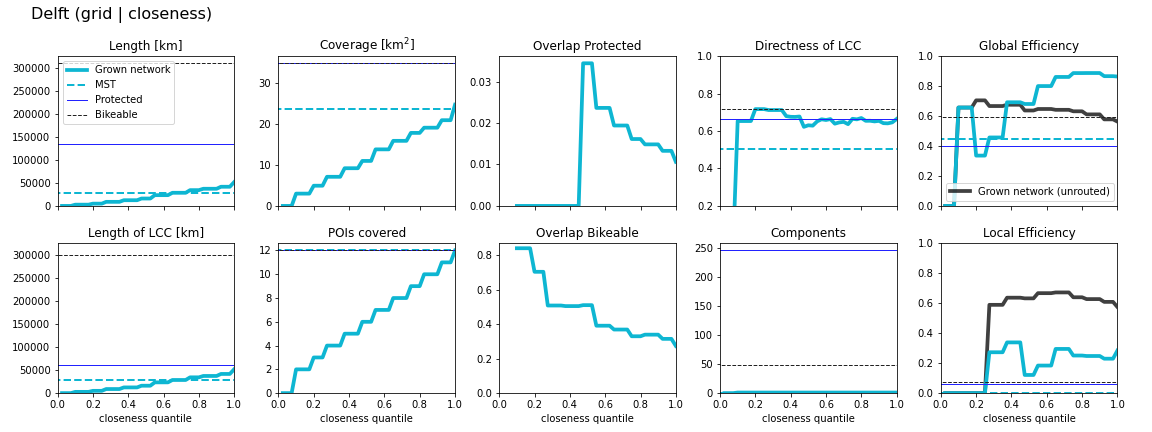 Delft (grid | closeness)
Length [km]
300000
250000
200000
150000
100000
50000
0
Grown network
MST
Protected
Bikeable
Coverage [km²]
30
20
10
0
Overlap Protected
0.03
0.02
0.01
0.00
Directness of LCC
1.0
0.8
0.6
0.4
0.2
Global Efficiency
1.0
0.8
0.6
0.4
0.2
0.0
Grown network (unrouted)
Length of LCC [km]
300000
250000
200000
150000
100000
50000
0
0.0 0.2 0.4 0.6 0.8 1.0
closeness quantile
POIs covered
12
10
8
6
4
2
0
0.0 0.2 0.4 0.6 0.8 1.0
closeness quantile
Overlap Bikeable
0.8
0.6
0.4
0.2
0.0
0.0 0.2 0.4 0.6 0.8 1.0
closeness quantile
Components
250
200
150
100
50
0
0.0 0.2 0.4 0.6 0.8 1.0
closeness quantile
Local Efficiency
1.0
0.8
0.6
0.4
0.2
0.0
0.0 0.2 0.4 0.6 0.8 1.0
closeness quantile